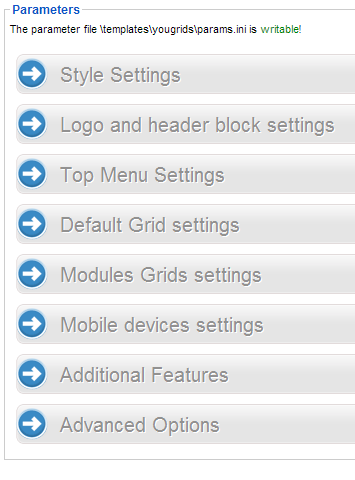 Parameters
The parameter file \templates\yougrids\params.ini is writable!
Style Settings
Logo and header block settings
Top Menu Settings
Default Grid settings
Modules Grids settings
Mobile devices settings
Additional Features
Advanced Options